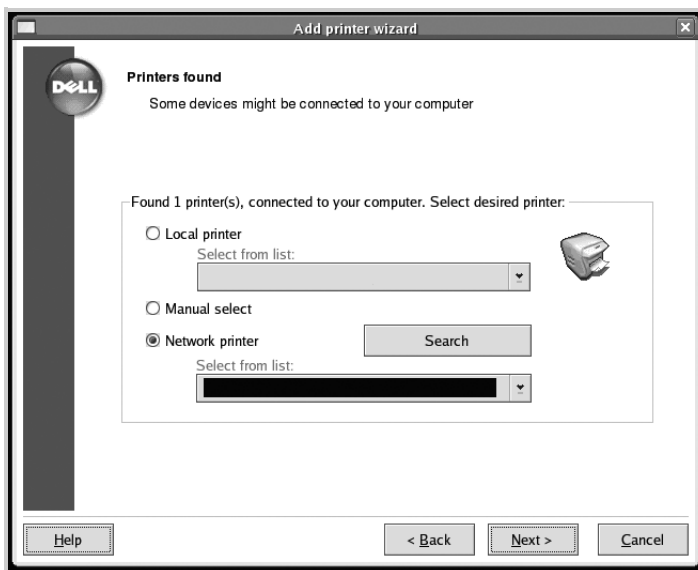 Add printer wizard
DELL
Printers found
Some devices might be connected to your computer
Found 1 printer(s), connected to your computer. Select desired printer:
Local printer
Select from list:
Manual select
Network printer
Search
Select from list:
Help
< Back
Next >
Cancel